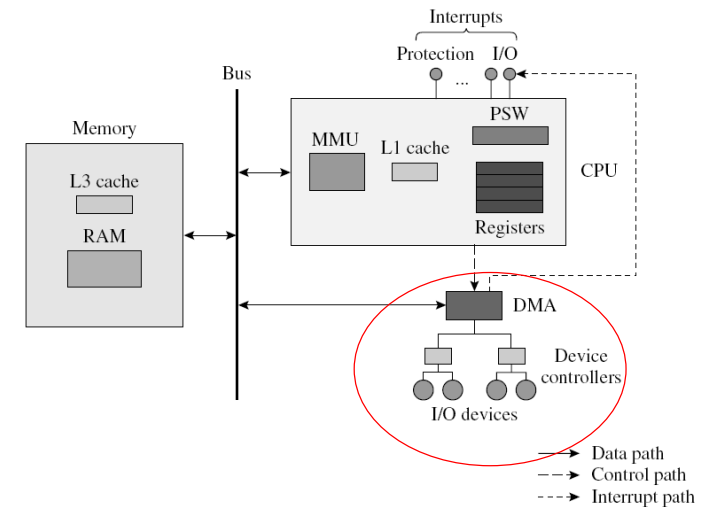 Interrupts
Protection I/O
...
Bus
PSW
Memory
MMU
L1 cache
CPU
L3 cache
RAM
Registers
DMA
Device
controllers
I/O devices
Data path
Control path
Interrupt path